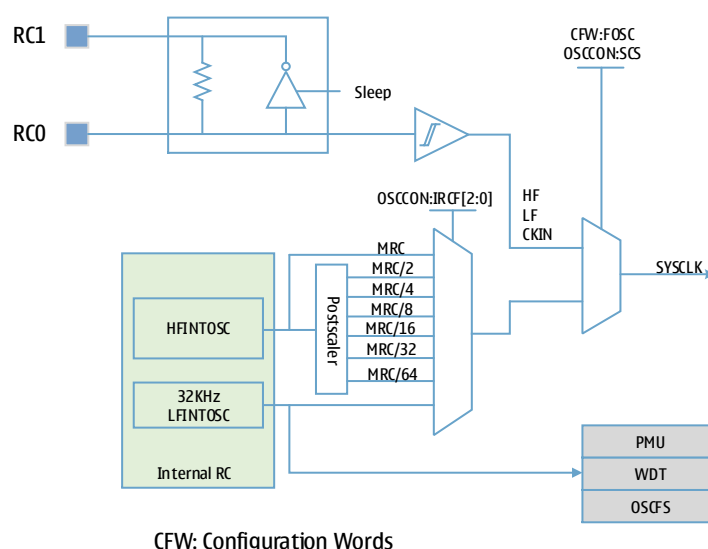 RC1
RC0
Sleep
CFW:FOSC
OSCCON:SCS
OSCCON:IRCF[2:0]
HF
LF
CKIN
SYSCLK
MRC
MRC/2
MRC/4
MRC/8
MRC/16
MRC/32
MRC/64
Postscaler
HFINTOSC
32KHz
LFINTOSC
Internal RC
PMU
WDT
OSCFS
CFW: Configuration Words